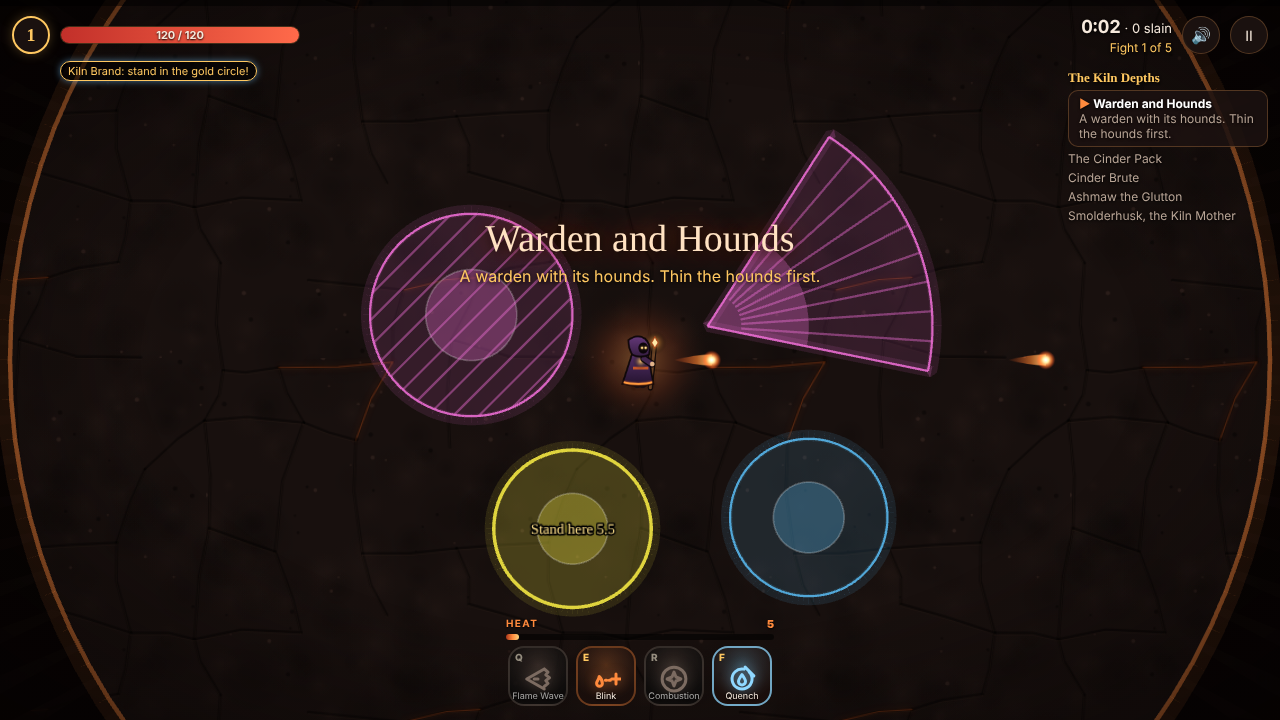 1
120 / 120
Kiln Brand: stand in the gold circle!
0:02 · 0 slain
Fight 1 of 5
The Kiln Depths
Warden and Hounds
A warden with its hounds. Thin
the hounds first.
The Cinder Pack
Cinder Brute
Ashmaw the Glutton
Smolderhusk, the Kiln Mother
Warden and Hounds
A warden with its hounds. Thin the hounds first.
Stand here 5.5
HEAT 5
Q E R F
Flame Wave Blink Combustion Quench